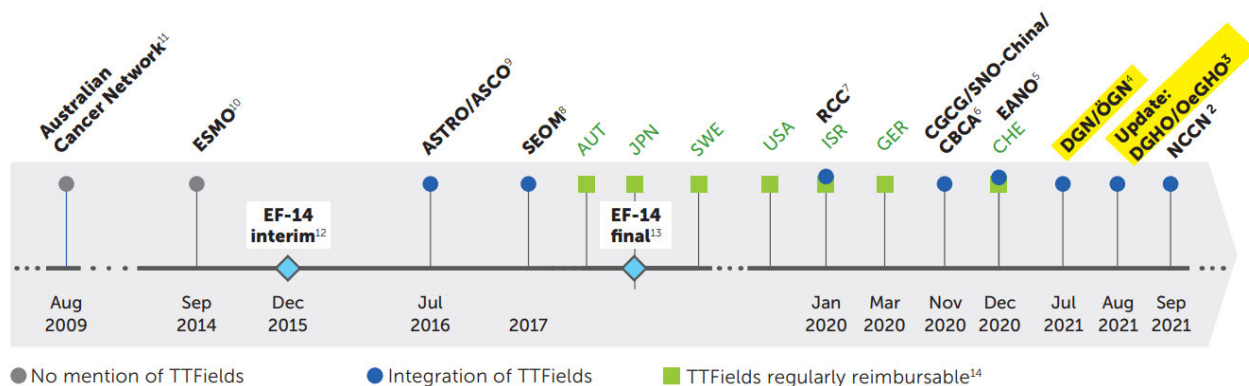 Australian
Cancer Network¹¹
ESMO¹⁰
ASTRO/ASCO⁹
SEOM⁸
AUT
JPN
SWE
USA
RCC⁷
ISR
GER
CGCG/SNO-China/
CBCA⁶
EANO⁵
CHE
DGN/ÖGN⁴
Update:
DGHO/OeGHO³
NCCN ²
EF-14
interim¹²
EF-14
final¹³
Aug
2009
Sep
2014
Dec
2015
Jul
2016
2017
Jan
2020
Mar
2020
Nov
2020
Dec
2020
Jul
2021
Aug
2021
Sep
2021
No mention of TTFields
Integration of TTFields
TTFields regularly reimbursable¹⁴